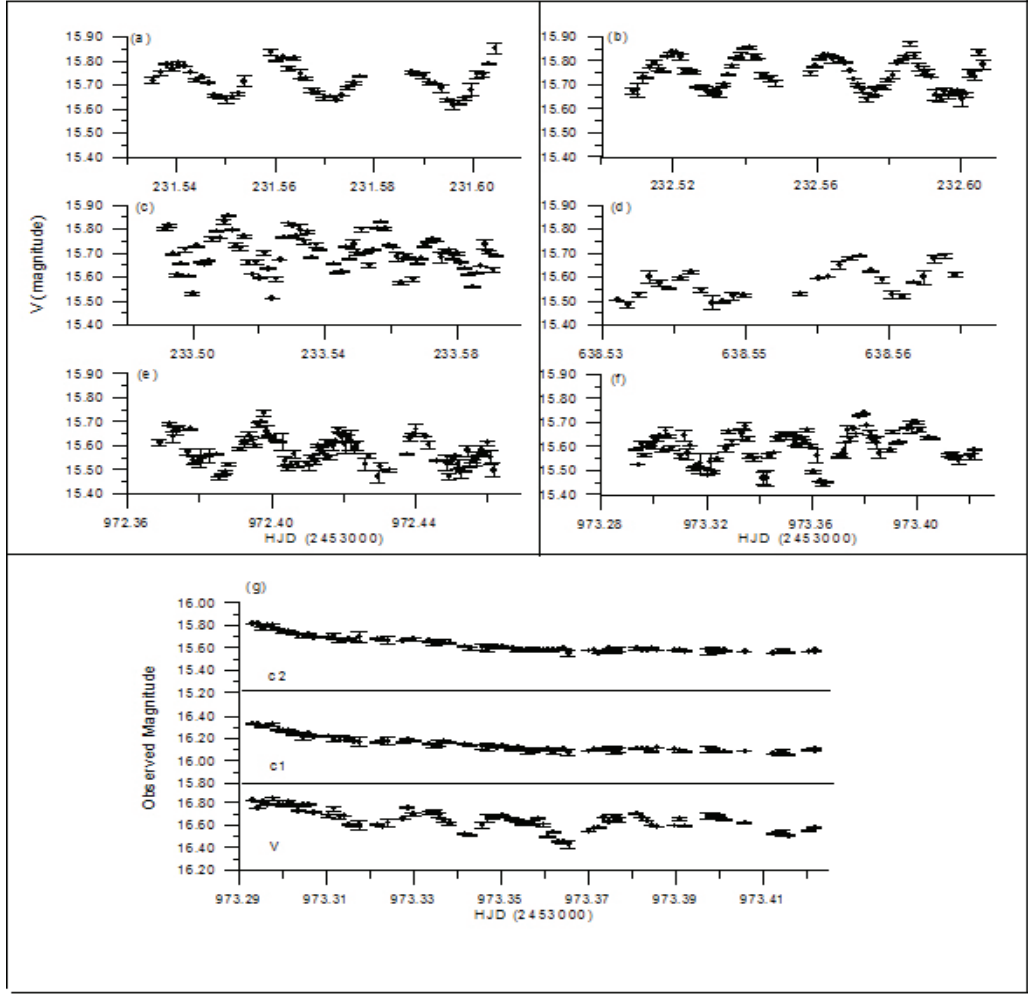 V(magnitude)
(a)
15.90
15.80
15.70
15.60
15.50
15.40
231.54 231.56 231.58 231.60
(b)
15.90
15.80
15.70
15.60
15.50
15.40
232.52 232.56 232.60
(c)
15.90
15.80
15.70
15.60
15.50
15.40
233.50 233.54 233.58
(d)
15.90
15.80
15.70
15.60
15.50
15.40
638.53 638.55 638.56
(e)
15.90
15.80
15.70
15.60
15.50
15.40
972.36 972.40 972.44
HJD (2453000)
(f)
15.90
15.80
15.70
15.60
15.50
15.40
973.28 973.32 973.36 973.40
HJD (2453000)
(g)
Observed Magnitude
16.00
15.80
15.60
15.40
15.20
c2
16.40
16.20
16.00
15.80
c1
16.80
16.60
16.40
16.20
V
973.29 973.31 973.33 973.35 973.37 973.39 973.41
HJD (2453000)